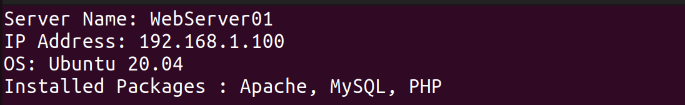 Server Name: WebServer01
IP Address: 192.168.1.100
OS: Ubuntu 20.04
Installed Packages : Apache, MySQL, PHP